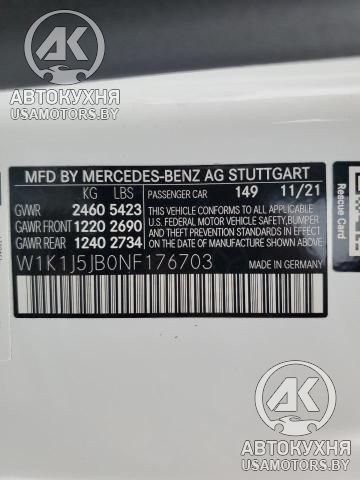 AK
АВТОКУХНЯ
USAMOTORS.BY
MFD BY MERCEDES-BENZ AG STUTTGART
KG LBS PASSENGER CAR 149 11/21
GVWR 2460 5423
GAWR FRONT 1220 2690
GAWR REAR 1240 2734
THIS VEHICLE CONFORMS TO ALL APPLICABLE
U.S. FEDERAL MOTOR VEHICLE SAFETY, BUMPER
AND THEFT PREVENTION STANDARDS IN EFFECT
ON THE DATE OF MANUFACTURE SHOWN ABOVE.
W1K1J5JB0NF176703
MADE IN GERMANY
Rescue Card
AK
АВТОКУХНЯ
USAMOTORS.BY